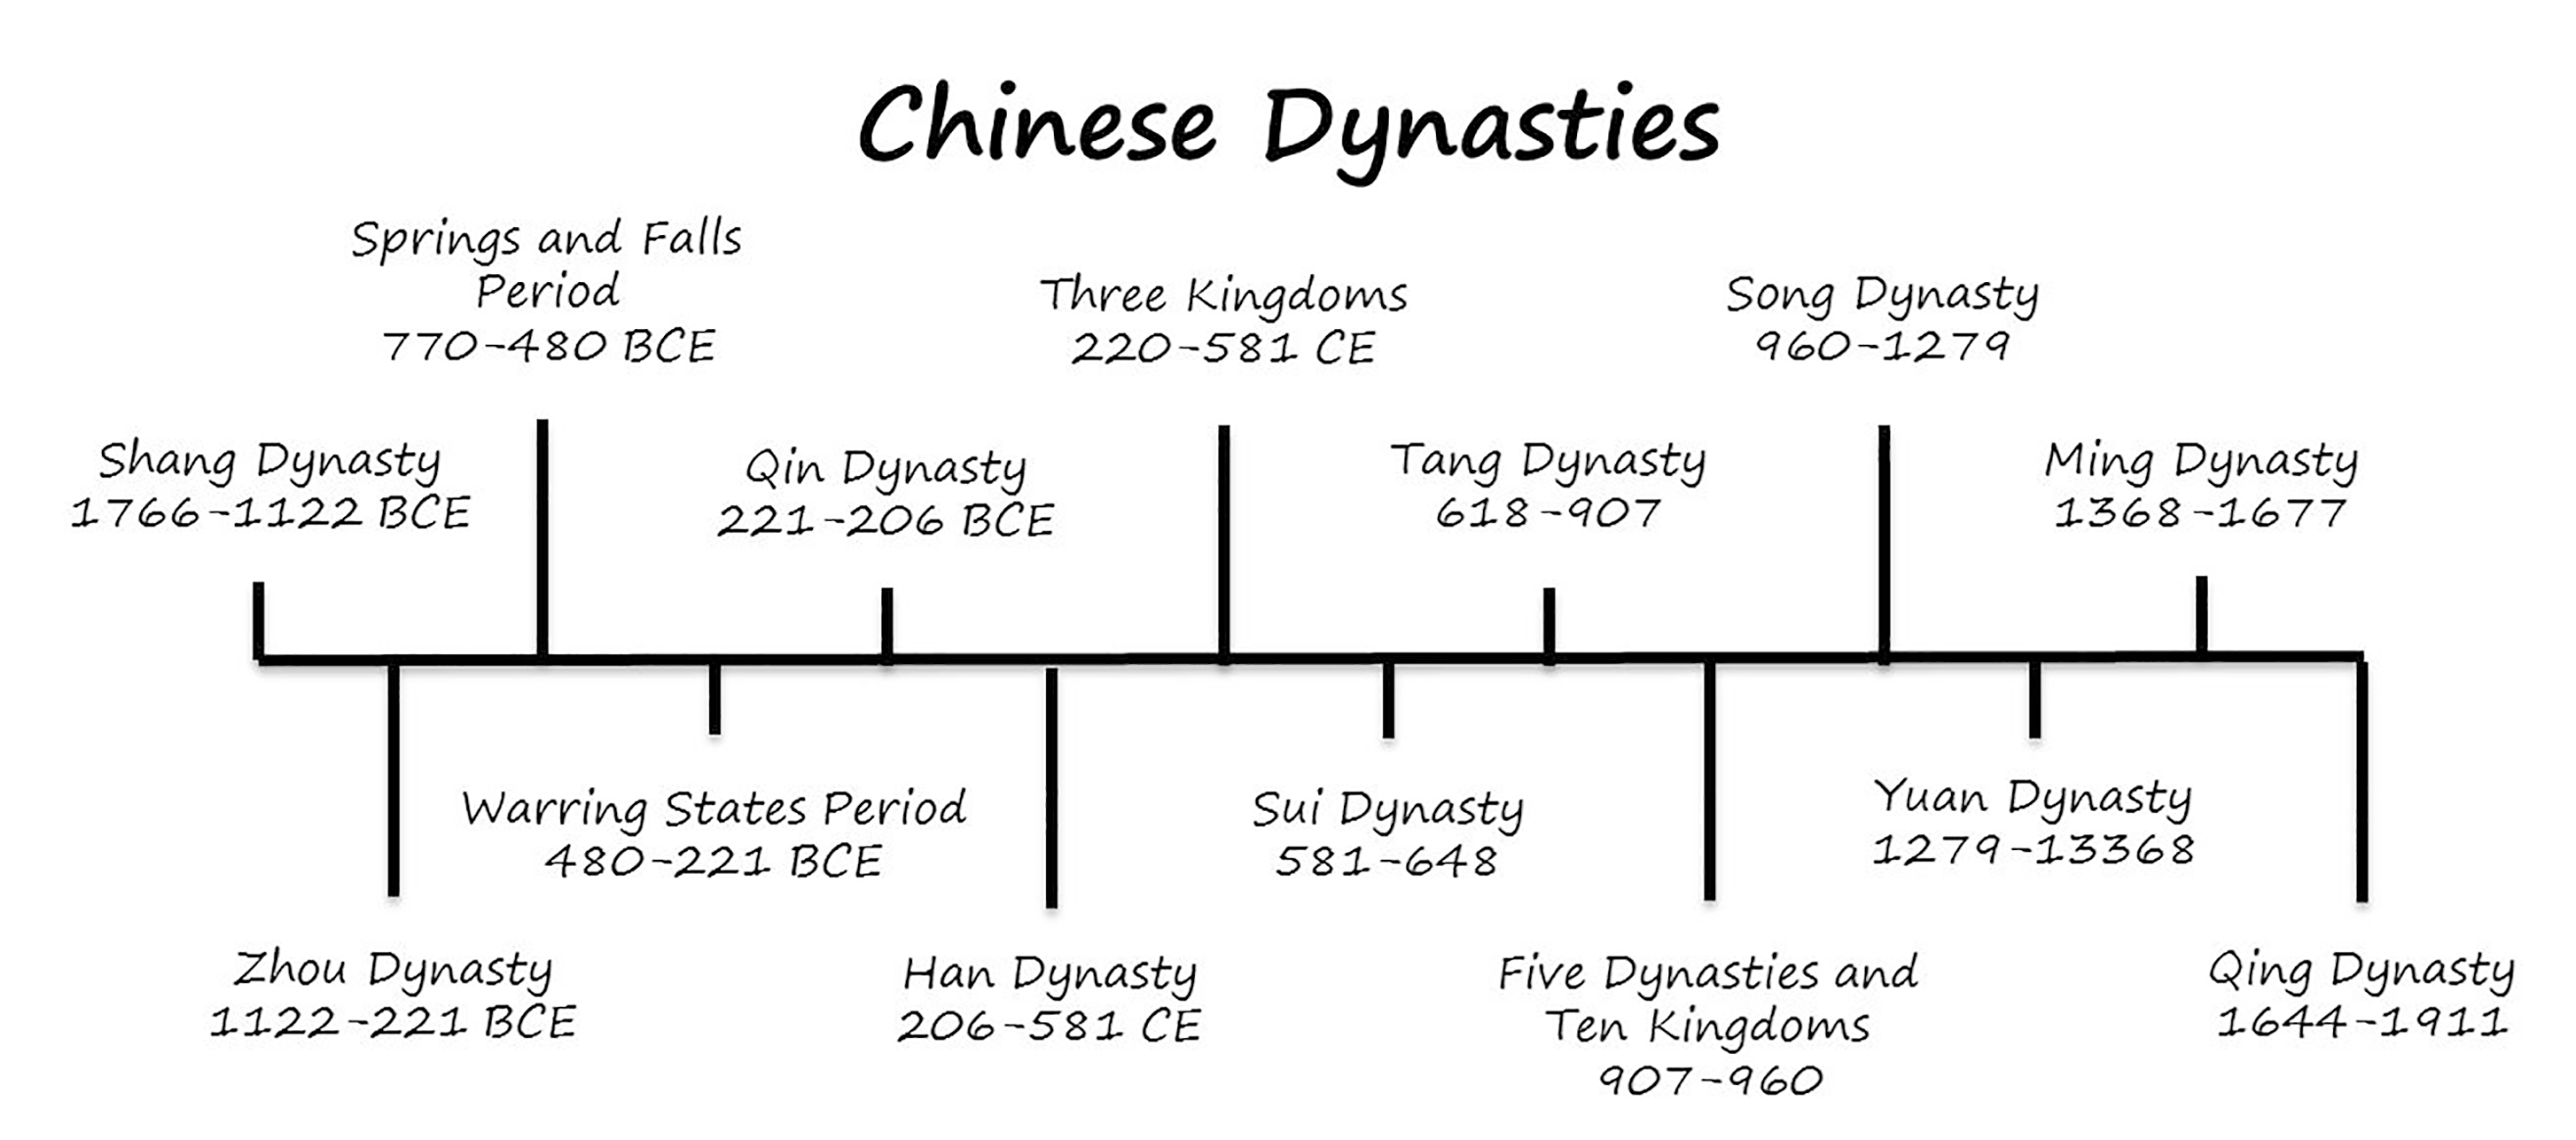 Chinese Dynasties
Shang Dynasty
1766-1122 BCE
Zhou Dynasty
1122-221 BCE
Springs and Falls
Period
770-480 BCE
Warring States Period
480-221 BCE
Qin Dynasty
221-206 BCE
Han Dynasty
206-581 CE
Three Kingdoms
220-581 CE
Sui Dynasty
581-648
Tang Dynasty
618-907
Five Dynasties and
Ten Kingdoms
907-960
Song Dynasty
960-1279
Yuan Dynasty
1279-13368
Ming Dynasty
1368-1677
Qing Dynasty
1644-1911